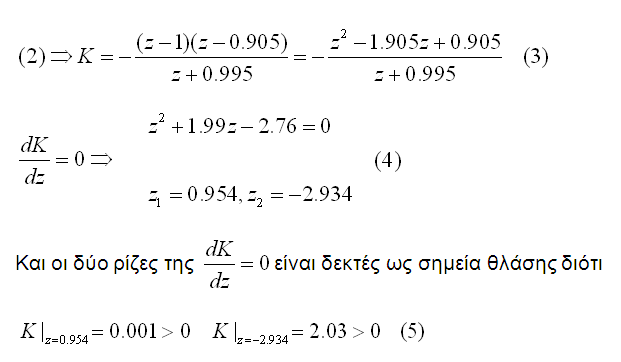 (2) ⇒ K = −(z−1)(z−0.905)/(z+0.995) = −(z²−1.905z+0.905)/(z+0.995) (3)
z²+1.99z−2.76=0
dK/dz = 0 ⇒ (4)
z₁=0.954, z₂=−2.934
Και οι δύο ρίζες της dK/dz = 0 είναι δεκτές ως σημεία θλάσης διότι
K|z=0.954 = 0.001 > 0 K|z=−2.934 = 2.03 > 0 (5)